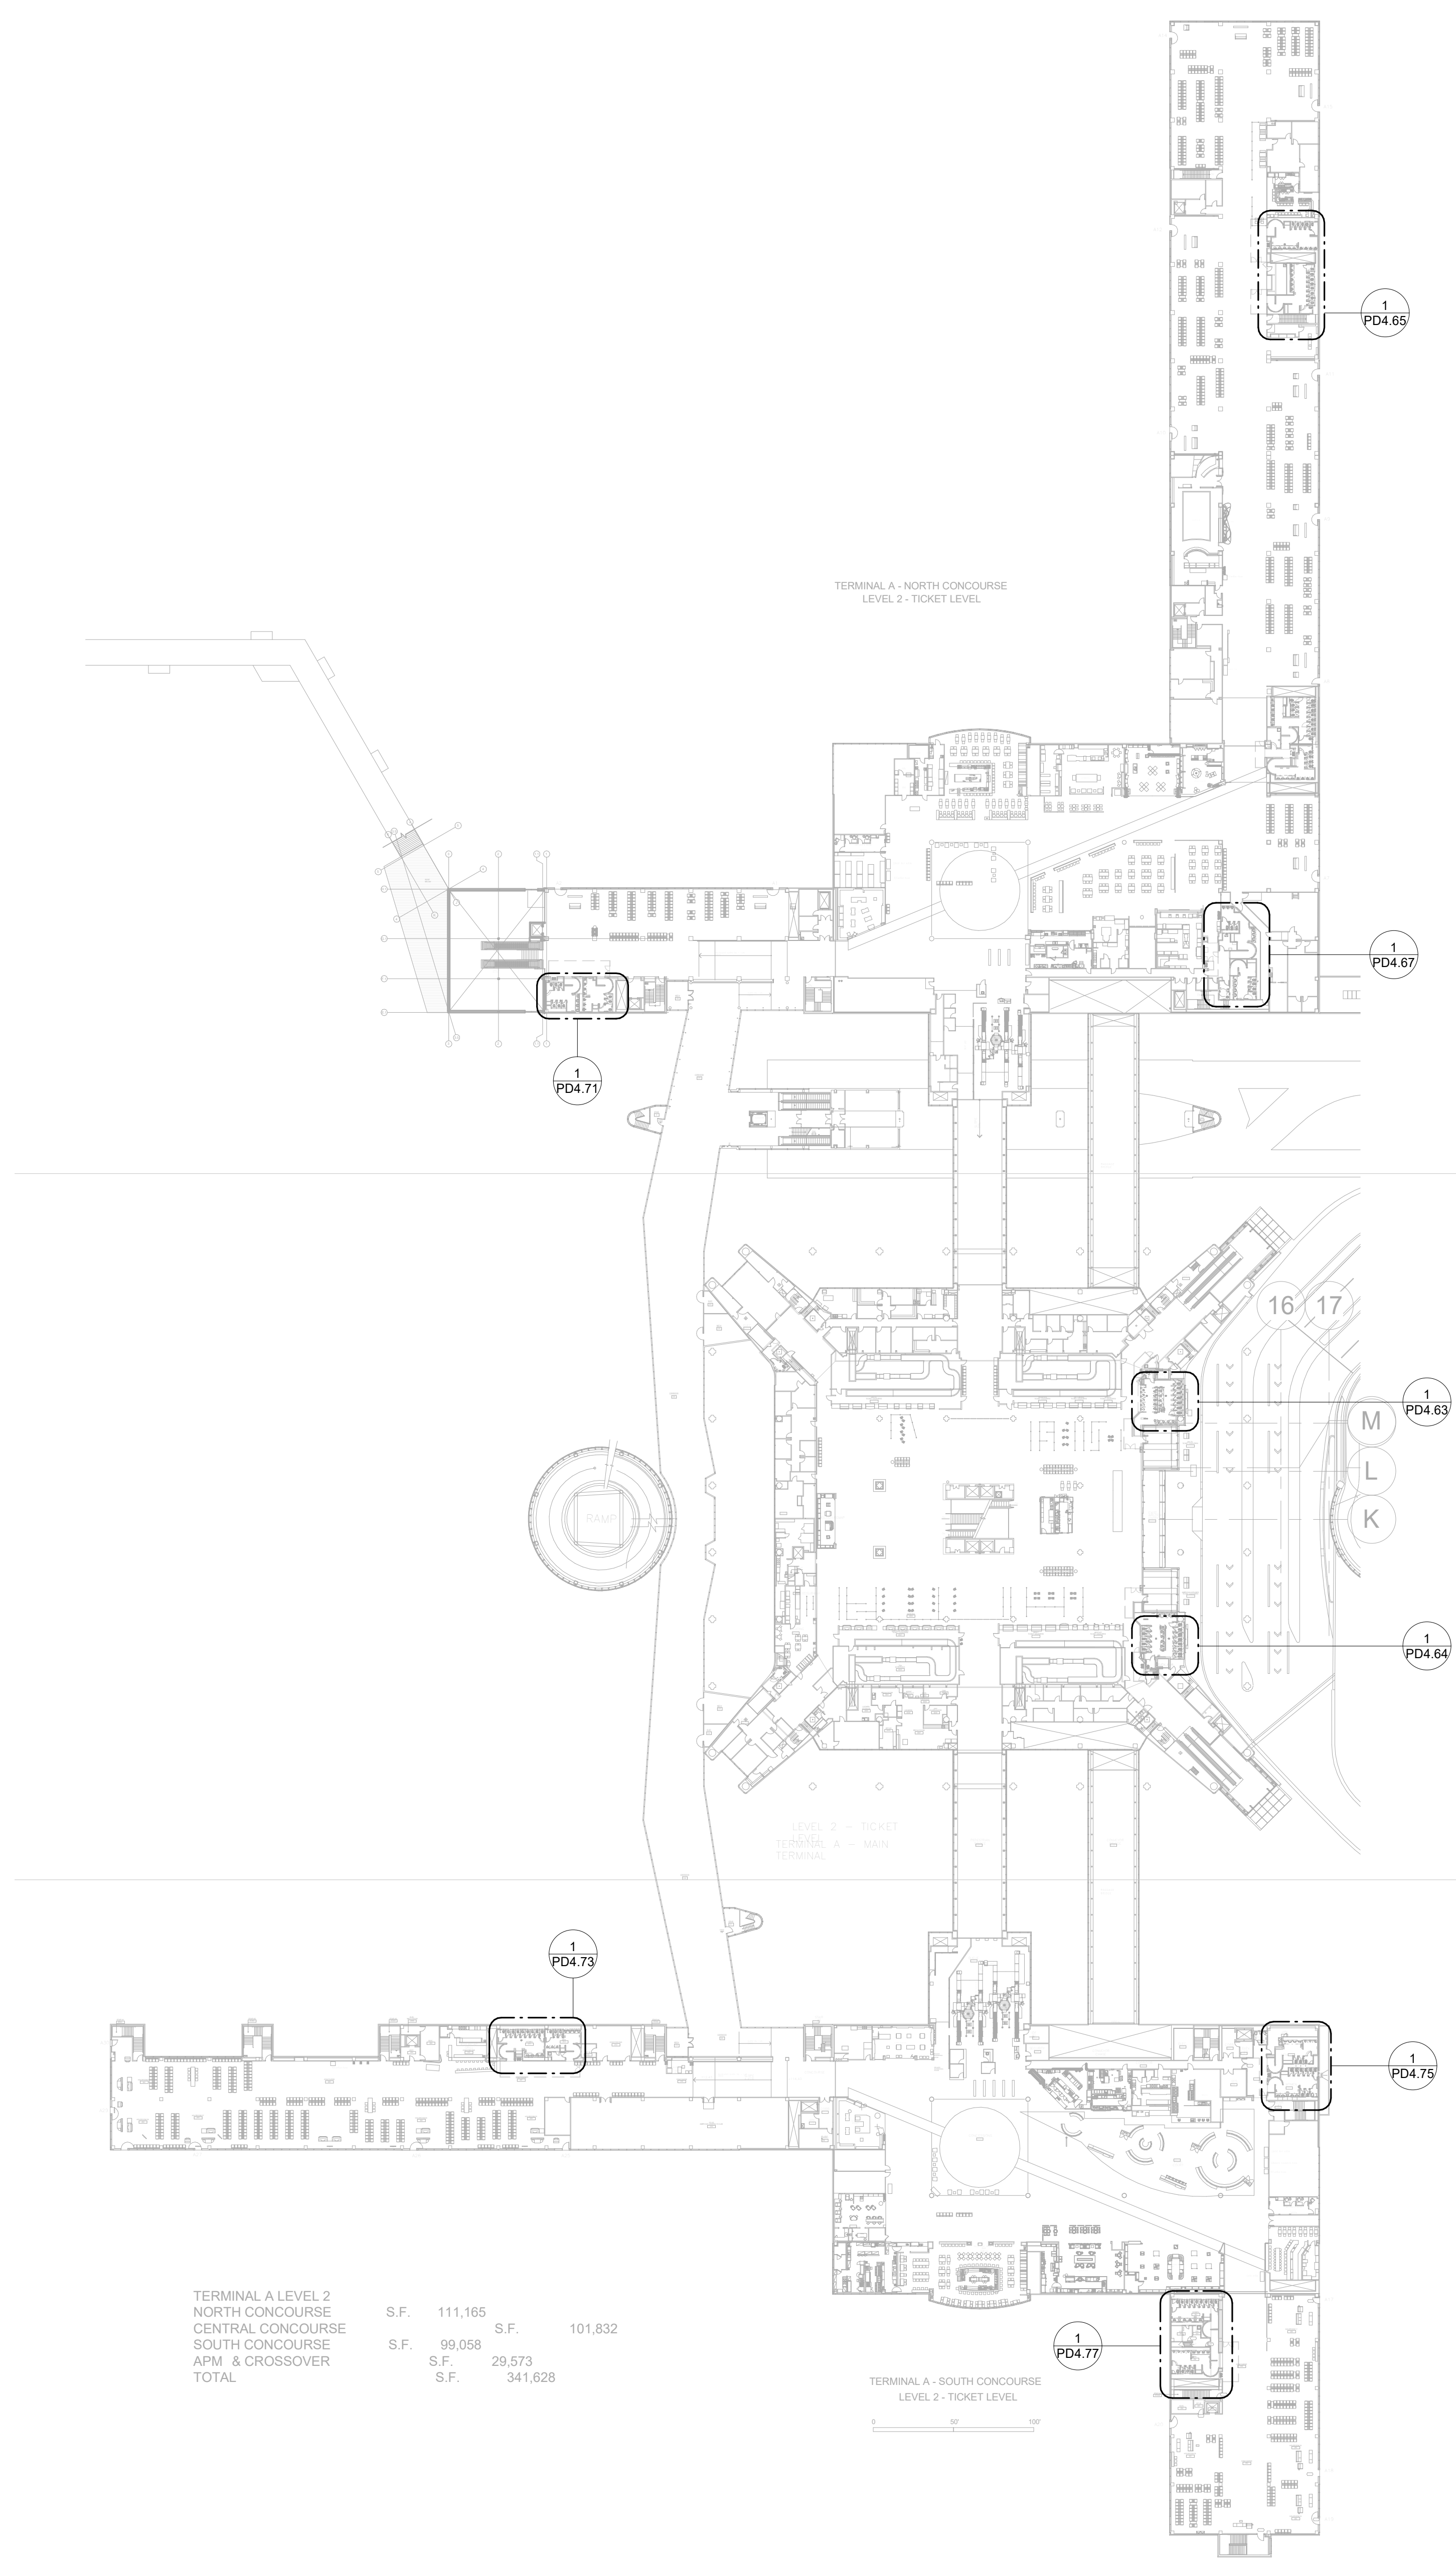 1
PD4.65
TERMINAL A - NORTH CONCOURSE
LEVEL 2 - TICKET LEVEL
1
PD4.67
1
PD4.71
16
17
1
PD4.63
M
L
K
RAMP
1
PD4.64
LEVEL 2 - TICKET
LEVEL
TERMINAL A - MAIN
TERMINAL
1
PD4.73
1
PD4.75
TERMINAL A LEVEL 2
NORTH CONCOURSE S.F. 111,165
CENTRAL CONCOURSE S.F. 101,832
SOUTH CONCOURSE S.F. 99,058
APM & CROSSOVER S.F. 29,573
TOTAL S.F. 341,628
1
PD4.77
TERMINAL A - SOUTH CONCOURSE
LEVEL 2 - TICKET LEVEL
0 50' 100'